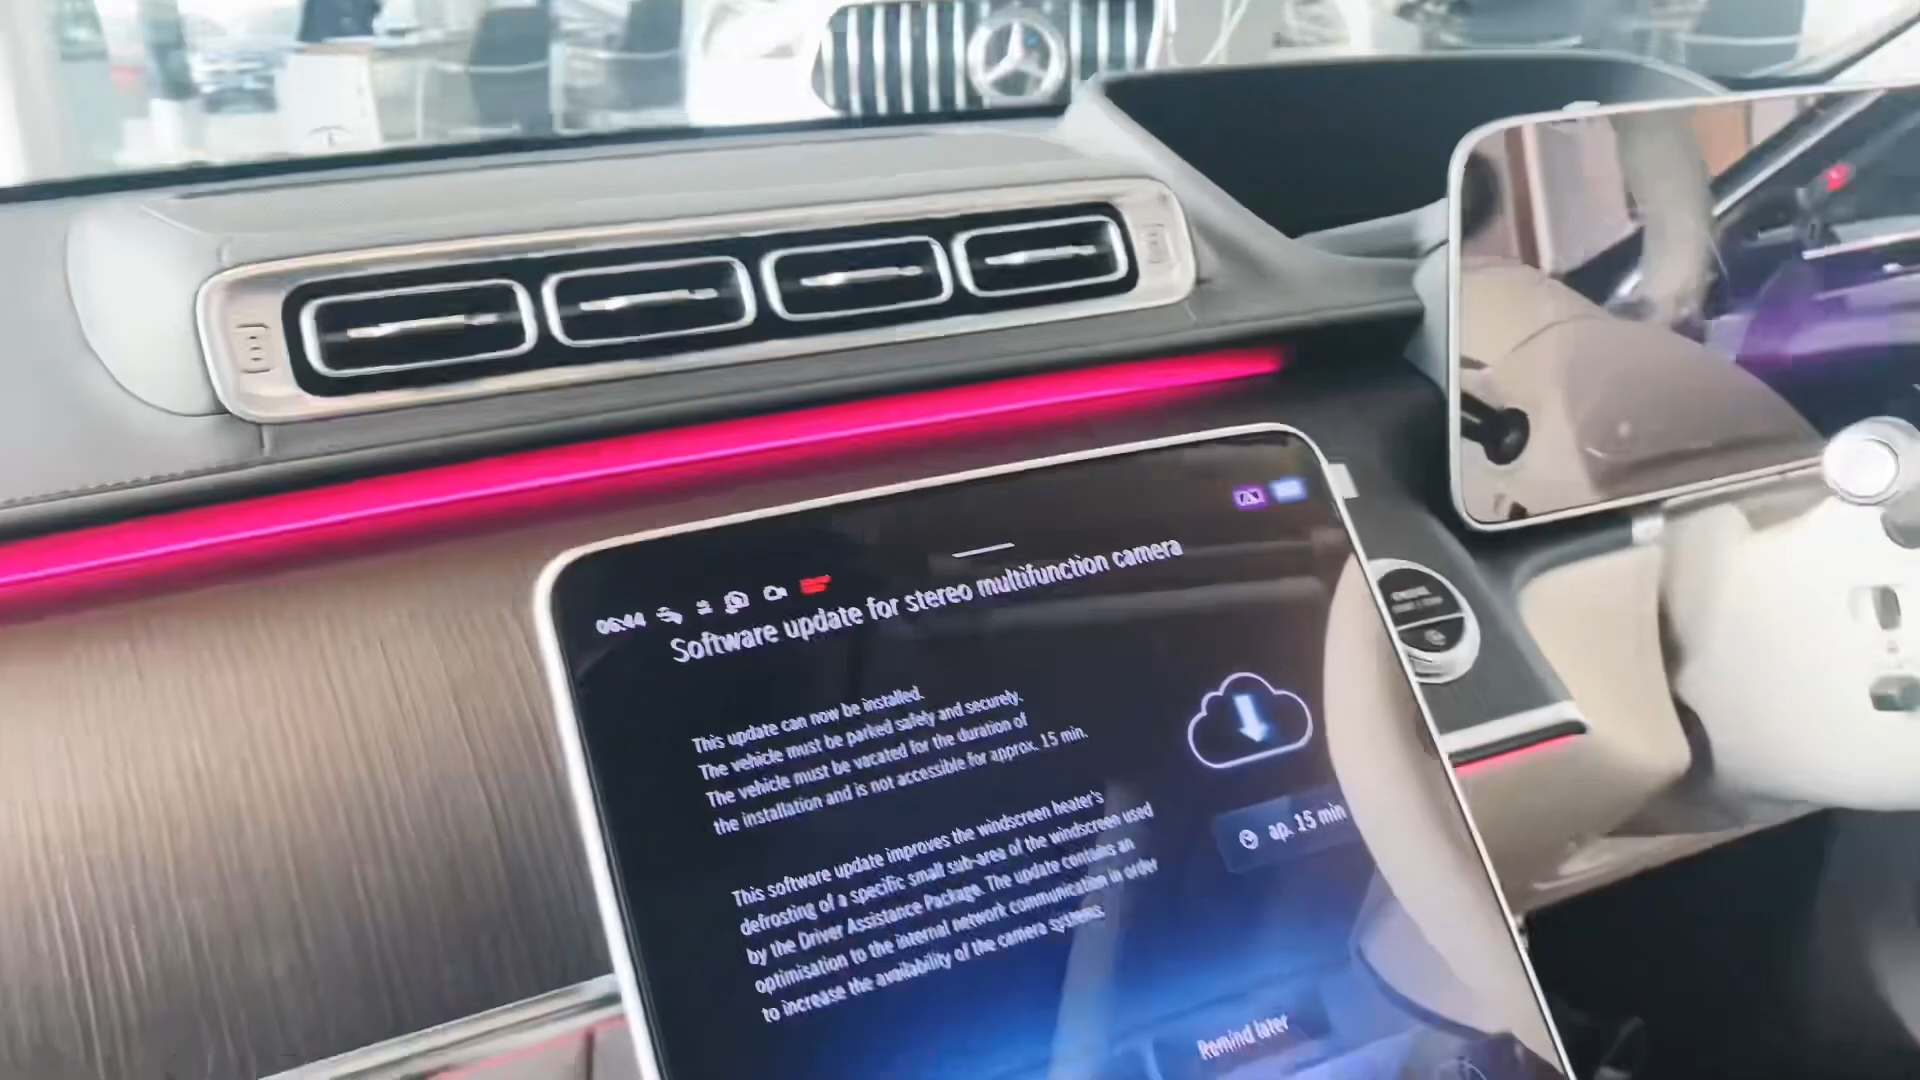 06:44
Software update for stereo multifunction camera
This update can now be installed.
The vehicle must be parked safely and securely.
The vehicle must be vacated for the duration of
the installation and is not accessible for approx. 15 min.
ap. 15 min
This software update improves the windscreen heater's
defrosting of a specific small sub-area of the windscreen used
by the Driver Assistance Package. The update contains an
optimisation to the internal network communication in order
to increase the availability of the camera systems.
Remind later